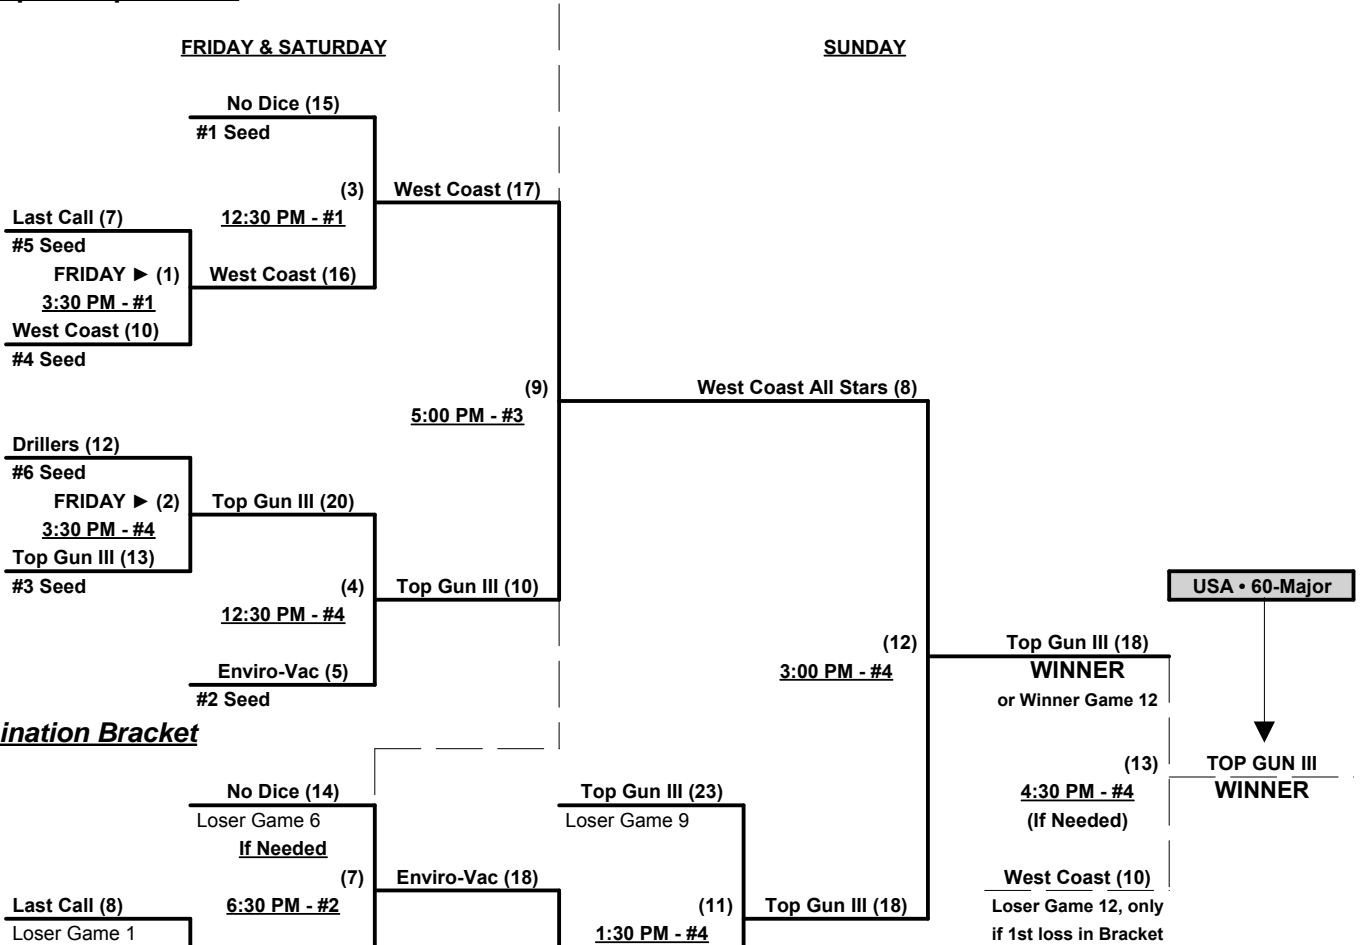 FRIDAY & SATURDAY
SUNDAY
No Dice (15)
#1 Seed
(3)
West Coast (17)
12:30 PM - #1
Last Call (7)
#5 Seed
FRIDAY ► (1)
West Coast (16)
3:30 PM - #1
West Coast (10)
#4 Seed
(9)
West Coast All Stars (8)
5:00 PM - #3
Drillers (12)
#6 Seed
FRIDAY ► (2)
Top Gun III (20)
3:30 PM - #4
Top Gun III (13)
#3 Seed
(4)
Top Gun III (10)
12:30 PM - #4
USA • 60-Major
Enviro-Vac (5)
#2 Seed
(12)
Top Gun III (18)
3:00 PM - #4
WINNER
or Winner Game 12
ination Bracket
(13)
TOP GUN III
4:30 PM - #4
WINNER
(If Needed)
No Dice (14)
Loser Game 6
If Needed
Top Gun III (23)
Loser Game 9
(7)
Enviro-Vac (18)
6:30 PM - #2
West Coast (10)
Loser Game 12, only
if 1st loss in Bracket
Last Call (8)
Loser Game 1
(11)
Top Gun III (18)
1:30 PM - #4